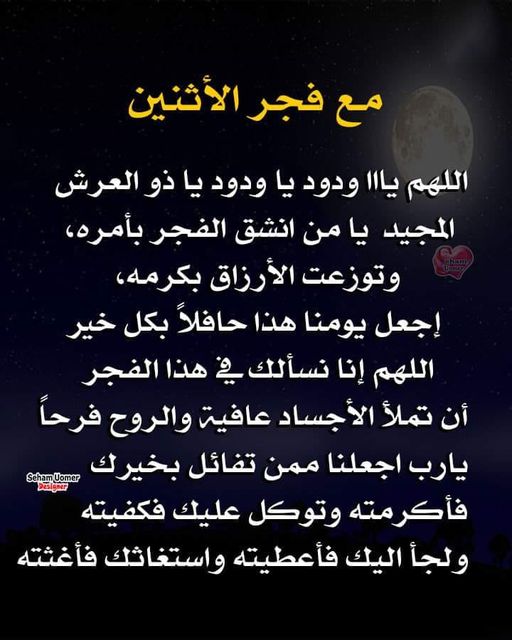 مع فجر الأثنين
اللهم يااا ودود يا ودود يا ذو العرش
المجيد يا من انشق الفجر بأمره،
وتوزعت الأرزاق بكرمه،
إجعل يومنا هذا حافلاً بكل خير
اللهم إنا نسألك في هذا الفجر
أن تملأ الأجساد عافية والروح فرحاً
يارب اجعلنا ممن تفائل بخيرك
فأكرمته وتوكل عليك فكفيته
ولجأ اليك فأعطيته واستغاثك فأغثته
Seham Uomer
Seham Uomer
Designer